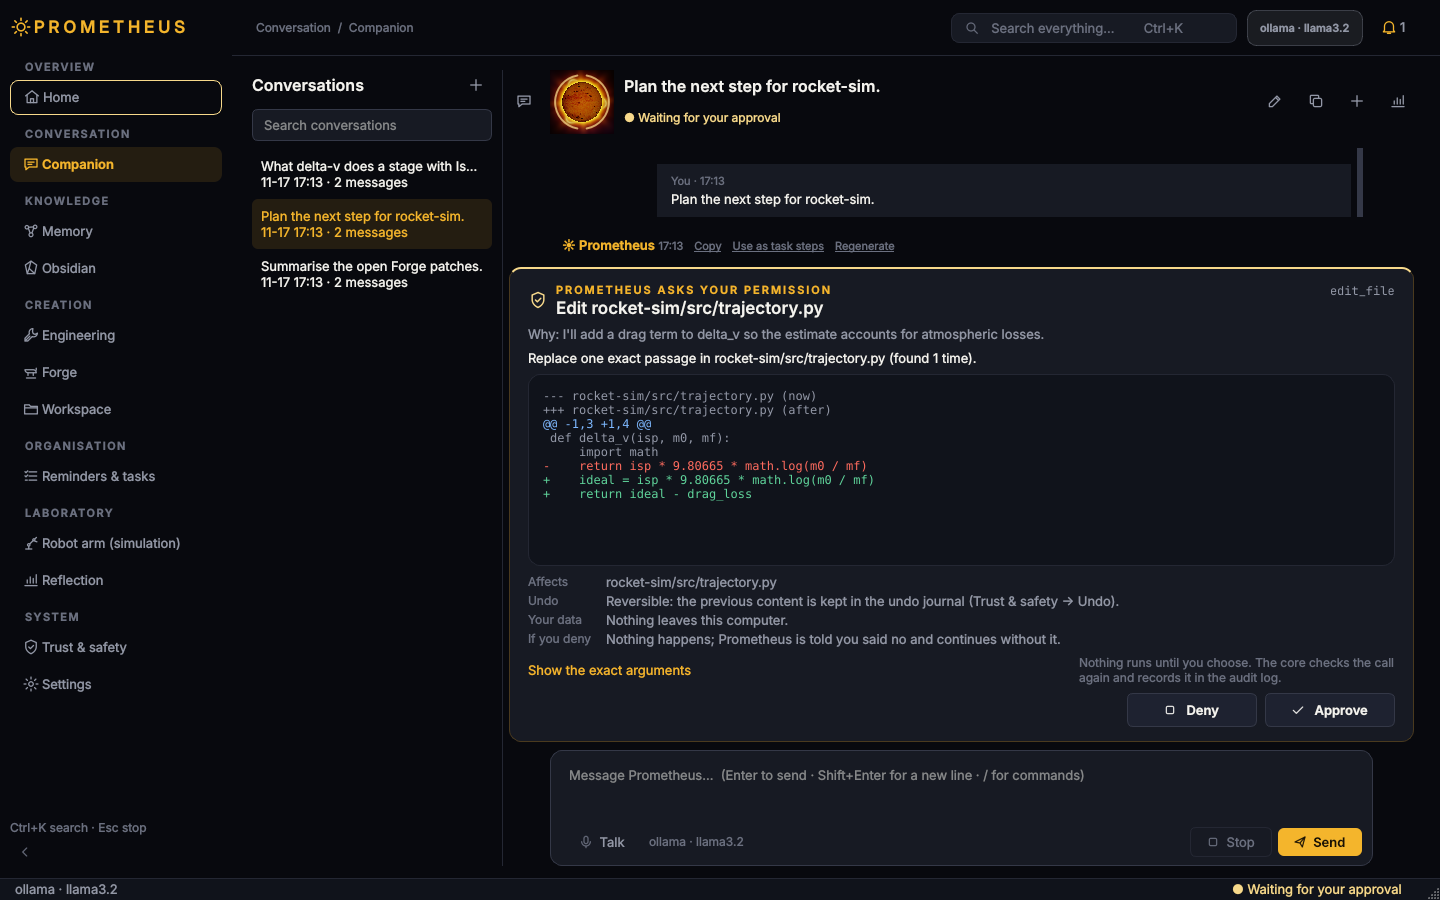 PROMETHEUS
OVERVIEW
Home
CONVERSATION
Companion
KNOWLEDGE
Memory
Obsidian
CREATION
Engineering
Forge
Workspace
ORGANISATION
Reminders & tasks
LABORATORY
Robot arm (simulation)
Reflection
SYSTEM
Trust & safety
Settings
Ctrl+K search · Esc stop
Conversation / Companion
Search everything... Ctrl+K
ollama · llama3.2
1
Conversations
Search conversations
What delta-v does a stage with Is...
11-17 17:13 · 2 messages
Plan the next step for rocket-sim.
11-17 17:13 · 2 messages
Summarise the open Forge patches.
11-17 17:13 · 2 messages
Plan the next step for rocket-sim.
Waiting for your approval
You · 17:13
Plan the next step for rocket-sim.
Prometheus 17:13 Copy Use as task steps Regenerate
PROMETHEUS ASKS YOUR PERMISSION
edit_file
Edit rocket-sim/src/trajectory.py
Why: I'll add a drag term to delta_v so the estimate accounts for atmospheric losses.
Replace one exact passage in rocket-sim/src/trajectory.py (found 1 time).
--- rocket-sim/src/trajectory.py (now)
+++ rocket-sim/src/trajectory.py (after)
@@ -1,3 +1,4 @@
 def delta_v(isp, m0, mf):
     import math
-    return isp * 9.80665 * math.log(m0 / mf)
+    ideal = isp * 9.80665 * math.log(m0 / mf)
+    return ideal - drag_loss
Affects rocket-sim/src/trajectory.py
Undo Reversible: the previous content is kept in the undo journal (Trust & safety → Undo).
Your data Nothing leaves this computer.
If you deny Nothing happens; Prometheus is told you said no and continues without it.
Show the exact arguments
Nothing runs until you choose. The core checks the call
again and records it in the audit log.
Deny
Approve
Message Prometheus... (Enter to send · Shift+Enter for a new line · / for commands)
Talk
ollama · llama3.2
Stop
Send
ollama · llama3.2
Waiting for your approval